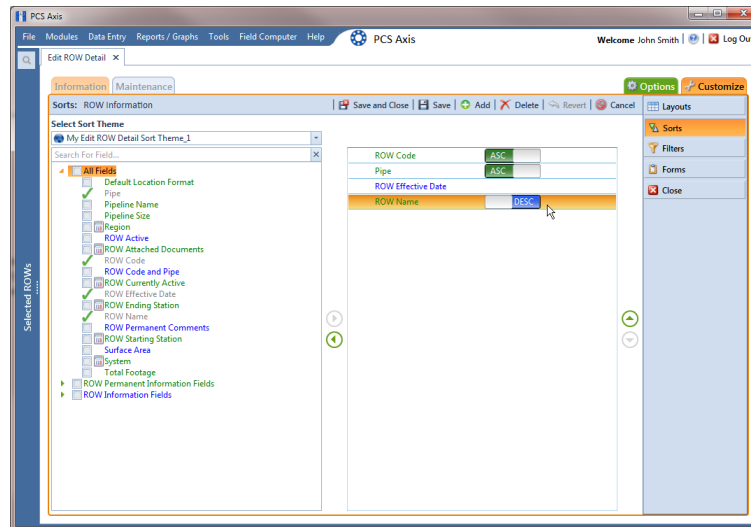 PCS Axis
File Modules Data Entry Reports / Graphs Tools Field Computer Help PCS Axis Welcome John Smith Log Ou
Edit ROW Detail
Information Maintenance Options Customize
Sorts: ROW Information Save and Close Save Add Delete Revert Cancel Layouts
Select Sort Theme Sorts
My Edit ROW Detail Sort Theme_1
Search For Field... Filters
ROW Code ASC
All Fields Forms
Pipe ASC
Default Location Format
ROW Effective Date Close
Pipe
ROW Name DESC
Pipeline Name
Pipeline Size
Region
ROW Active
ROW Attached Documents
ROW Code
ROW Code and Pipe
ROW Currently Active
ROW Effective Date
ROW Ending Station
ROW Name
ROW Permanent Comments
ROW Starting Station
Surface Area
System
Total Footage
ROW Permanent Information Fields
ROW Information Fields
Selected ROWs